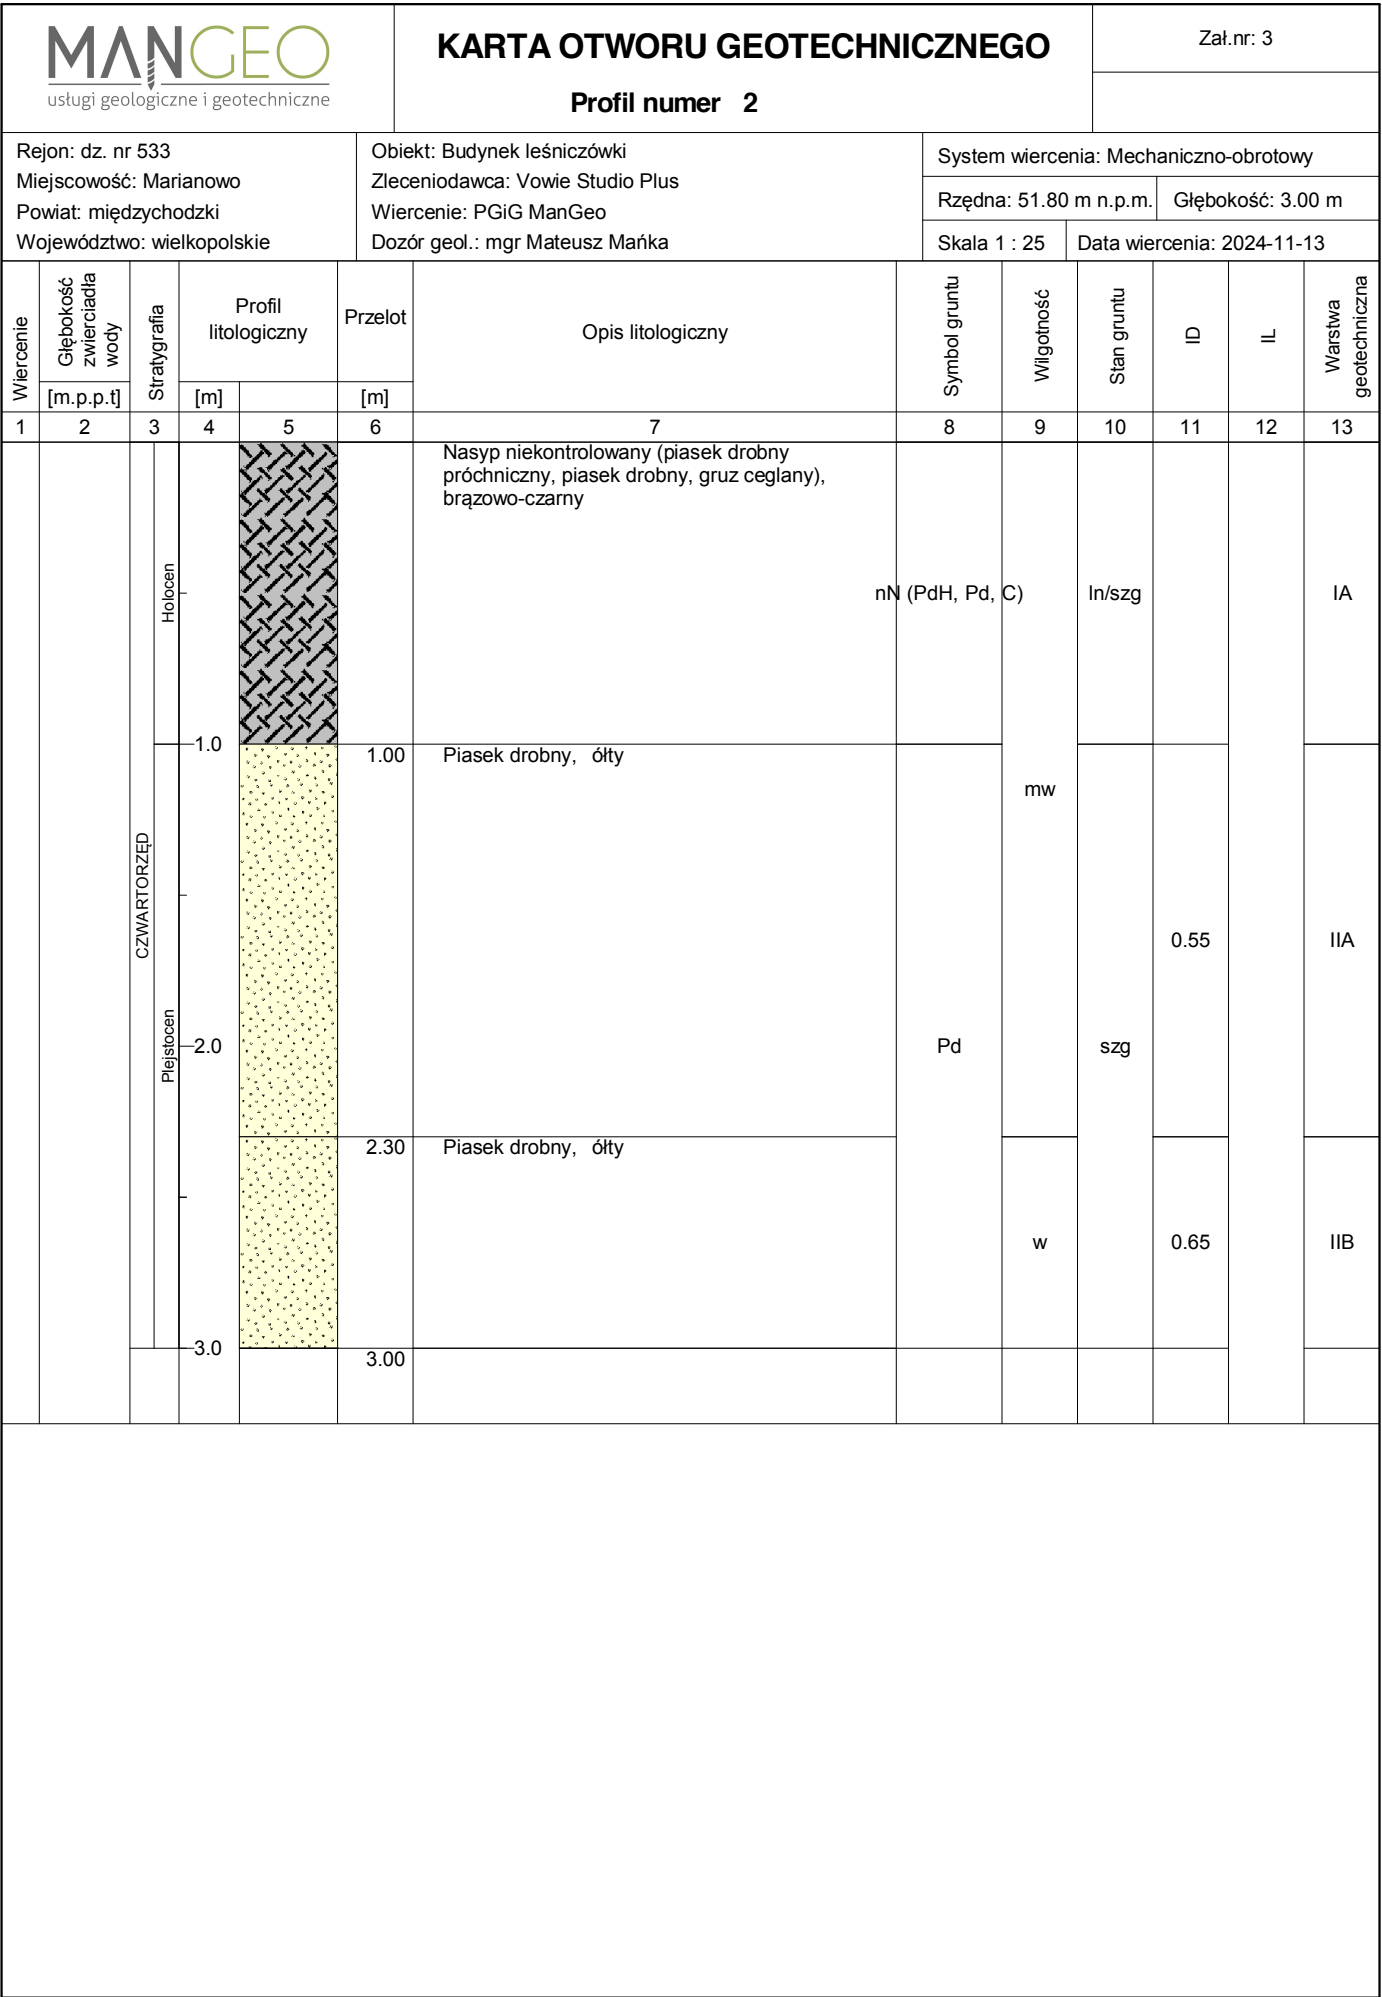 MANGEO
usługi geologiczne i geotechniczne
KARTA OTWORU GEOTECHNICZNEGO
Profil numer 2
Zał.nr: 3
Rejon: dz. nr 533
Miejscowość: Marianowo
Powiat: międzychodzki
Województwo: wielkopolskie
Obiekt: Budynek leśniczówki
Zleceniodawca: Vowie Studio Plus
Wiercenie: PGiG ManGeo
Dozór geol.: mgr Mateusz Mańka
System wiercenia: Mechaniczno-obrotowy
Rzędna: 51.80 m n.p.m. Głębokość: 3.00 m
Skala 1 : 25 Data wiercenia: 2024-11-13
Wiercenie
Głębokość
zwierciadła
wody
[m.p.p.t]
Stratygrafia
Profil
litologiczny
[m]
Przelot
[m]
Opis litologiczny
Symbol gruntu
Wilgotność
Stan gruntu
ID
IL
Warstwa
geotechniczna
1 2 3 4 5 6 7 8 9 10 11 12 13
Nasyp niekontrolowany (piasek drobny
próchniczny, piasek drobny, gruz ceglany),
brązowo-czarny
Holocen
nN (PdH, Pd, C) ln/szg IA
1.0
1.00 Piasek drobny, ółty
mw
CZWARTORZĘD
0.55 IIA
Plejstocen
2.0
Pd szg
2.30 Piasek drobny, ółty
w 0.65 IIB
3.0
3.00